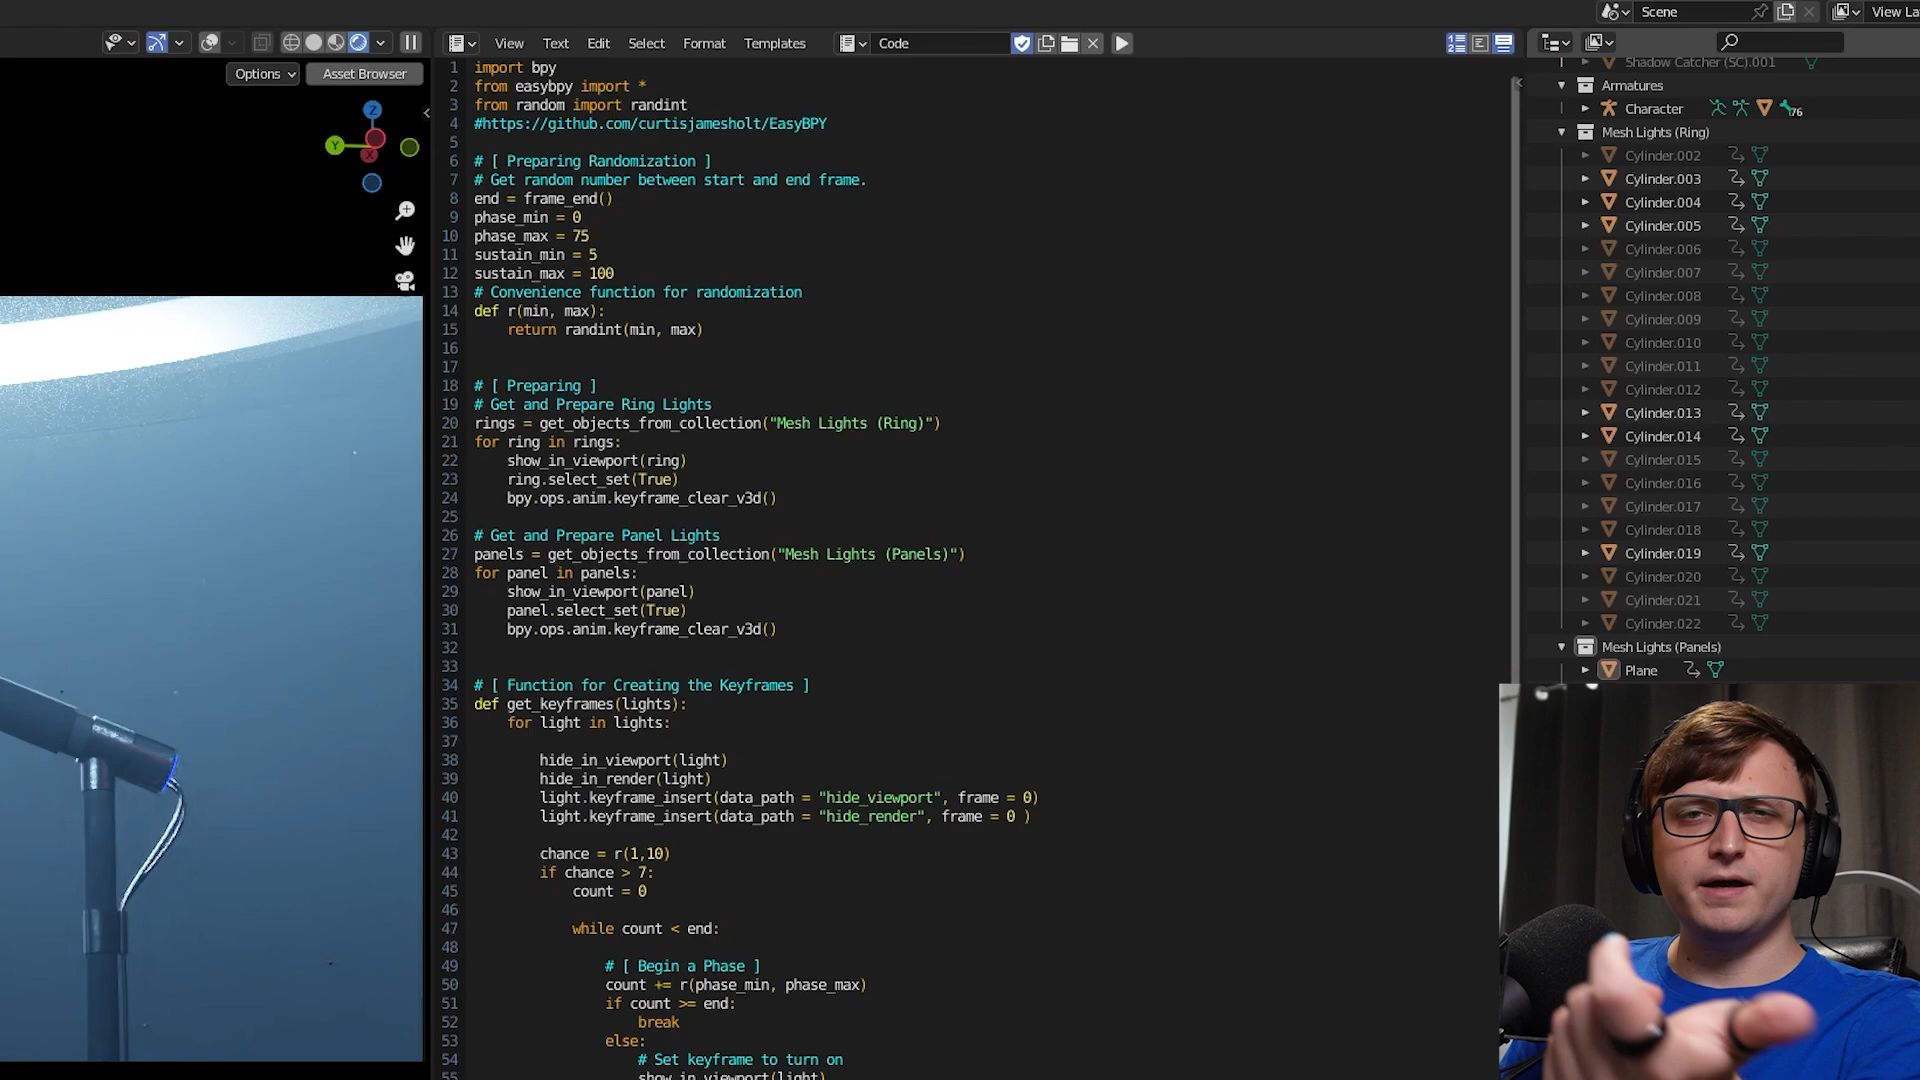 Scene
View La
View
Text
Edit
Select
Format
Templates
Code
Options
Asset Browser
Z
Y
X
1 import bpy
2 from easybpy import *
3 from random import randint
4 #https://github.com/curtisjamesholt/EasyBPY
5
6 # [ Preparing Randomization ]
7 # Get random number between start and end frame.
8 end = frame_end()
9 phase_min = 0
10 phase_max = 75
11 sustain_min = 5
12 sustain_max = 100
13 # Convenience function for randomization
14 def r(min, max):
15 return randint(min, max)
16
17
18 # [ Preparing ]
19 # Get and Prepare Ring Lights
20 rings = get_objects_from_collection("Mesh Lights (Ring)")
21 for ring in rings:
22 show_in_viewport(ring)
23 ring.select_set(True)
24 bpy.ops.anim.keyframe_clear_v3d()
25
26 # Get and Prepare Panel Lights
27 panels = get_objects_from_collection("Mesh Lights (Panels)")
28 for panel in panels:
29 show_in_viewport(panel)
30 panel.select_set(True)
31 bpy.ops.anim.keyframe_clear_v3d()
32
33
34 # [ Function for Creating the Keyframes ]
35 def get_keyframes(lights):
36 for light in lights:
37
38 hide_in_viewport(light)
39 hide_in_render(light)
40 light.keyframe_insert(data_path = "hide_viewport", frame = 0)
41 light.keyframe_insert(data_path = "hide_render", frame = 0 )
42
43 chance = r(1,10)
44 if chance > 7:
45 count = 0
46
47 while count < end:
48
49 # [ Begin a Phase ]
50 count += r(phase_min, phase_max)
51 if count >= end:
52 break
53 else:
54 # Set keyframe to turn on
55 show_in_viewport(light)
Shadow Catcher (SC).001
Armatures
Character 76
Mesh Lights (Ring)
Cylinder.002
Cylinder.003
Cylinder.004
Cylinder.005
Cylinder.006
Cylinder.007
Cylinder.008
Cylinder.009
Cylinder.010
Cylinder.011
Cylinder.012
Cylinder.013
Cylinder.014
Cylinder.015
Cylinder.016
Cylinder.017
Cylinder.018
Cylinder.019
Cylinder.020
Cylinder.021
Cylinder.022
Mesh Lights (Panels)
Plane